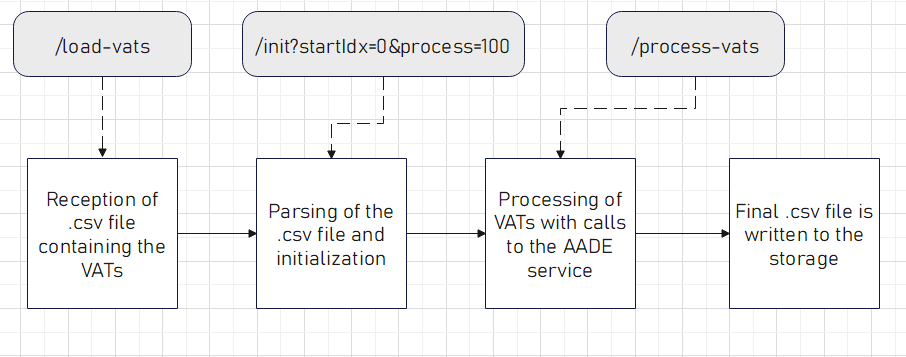 /load-vats
/init?startIdx=0&process=100
/process-vats
Reception of
.csv file
containing the
VATs
Parsing of the
.csv file and
initialization
Processing of
VATs with calls
to the AADE
service
Final .csv file is
written to the
storage